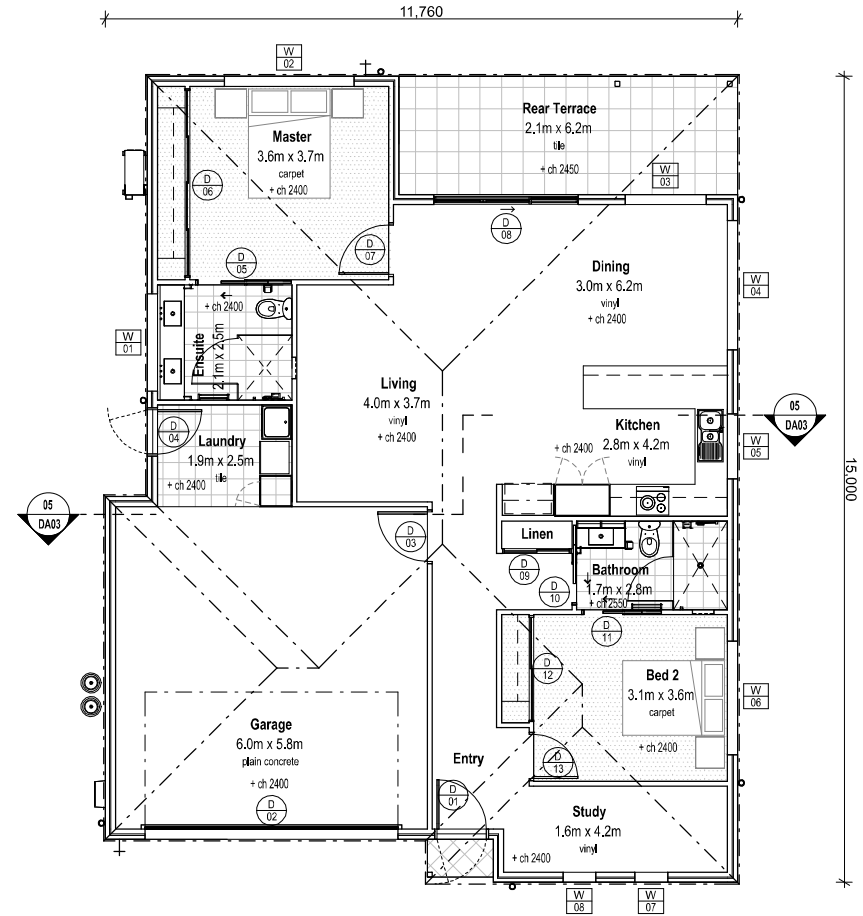 11,760
W
02
Rear Terrace
2.1m x 6.2m
tile
+ ch 2450
Master
3.6m x 3.7m
carpet
+ ch 2400
D
06
W
03
D
08
D
07
D
05
Dining
3.0m x 6.2m
vinyl
+ ch 2400
W
04
+ ch 2400
Ensuite
2.1m x 2.5m
W
01
Living
4.0m x 3.7m
vinyl
+ ch 2400
05
DA03
Kitchen
2.8m x 4.2m
vinyl
+ ch 2400
W
05
D
04
Laundry
1.9m x 2.5m
tile
+ ch 2400
15,000
05
DA03
D
03
Linen
D
09
D
10
Bathroom
1.7m x 2.8m
+ ch 2550
D
11
D
12
Bed 2
3.1m x 3.6m
carpet
+ ch 2400
W
06
Garage
6.0m x 5.8m
plain concrete
+ ch 2400
D
02
Entry
D
13
D
01
Study
1.6m x 4.2m
vinyl
+ ch 2400
W
08
W
07